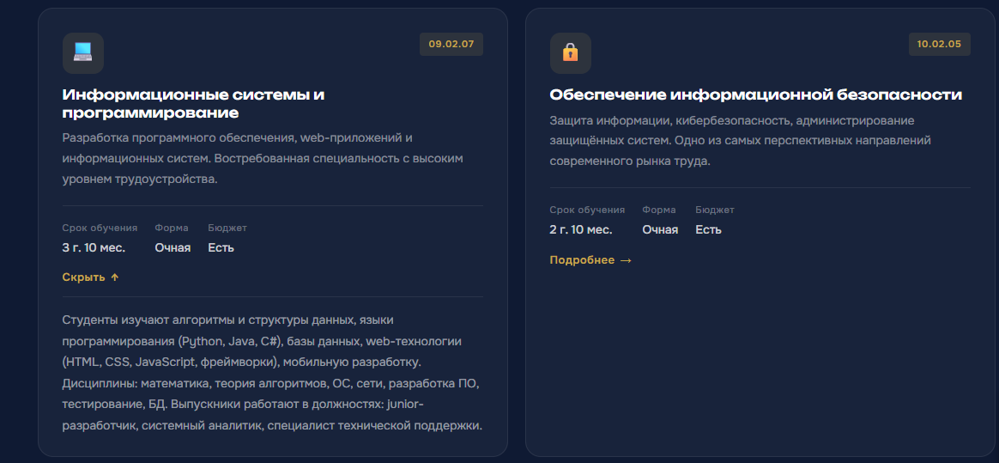 09.02.07
Информационные системы и
программирование
Разработка программного обеспечения, web-приложений и
информационных систем. Востребованная специальность с высоким
уровнем трудоустройства.
Срок обучения Форма Бюджет
3 г. 10 мес. Очная Есть
Скрыть ↑
Студенты изучают алгоритмы и структуры данных, языки
программирования (Python, Java, C#), базы данных, web-технологии
(HTML, CSS, JavaScript, фреймворки), мобильную разработку.
Дисциплины: математика, теория алгоритмов, ОС, сети, разработка ПО,
тестирование, БД. Выпускники работают в должностях: junior-
разработчик, системный аналитик, специалист технической поддержки.
10.02.05
Обеспечение информационной безопасности
Защита информации, кибербезопасность, администрирование
защищённых систем. Одно из самых перспективных направлений
современного рынка труда.
Срок обучения Форма Бюджет
2 г. 10 мес. Очная Есть
Подробнее →